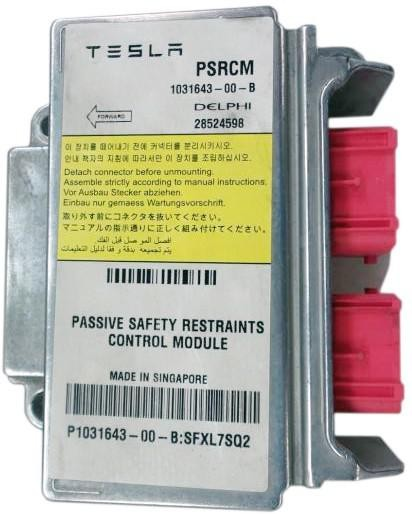 TESLA
PSRCM
1031643-00-B
DELPHI
28524598
FORWARD
이 장치를 떼어내기 전에 커넥터를 분리시키시오.
안내 책자의 지침에 따라서만 이 장치를 조립하십시오.
Detach connector before unmounting.
Assemble strictly according to manual instructions.
Vor Ausbau Stecker abziehen.
Einbau nur gemaess Wartungsvorschrift.
取り外す前にコネクタを抜いてください。
マニュアルの指示通りに正しく組み付けてください。
افصل الموصل قبل الفك
يتم تجميعه بدقة وفقا لدليل التعليمات
PASSIVE SAFETY RESTRAINTS
CONTROL MODULE
MADE IN SINGAPORE
P1031643-00-B:SFXL7SQ2